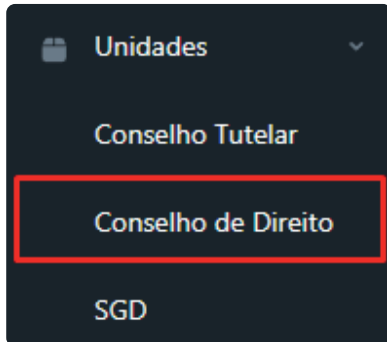 Unidades
Conselho Tutelar
Conselho de Direito
SGD